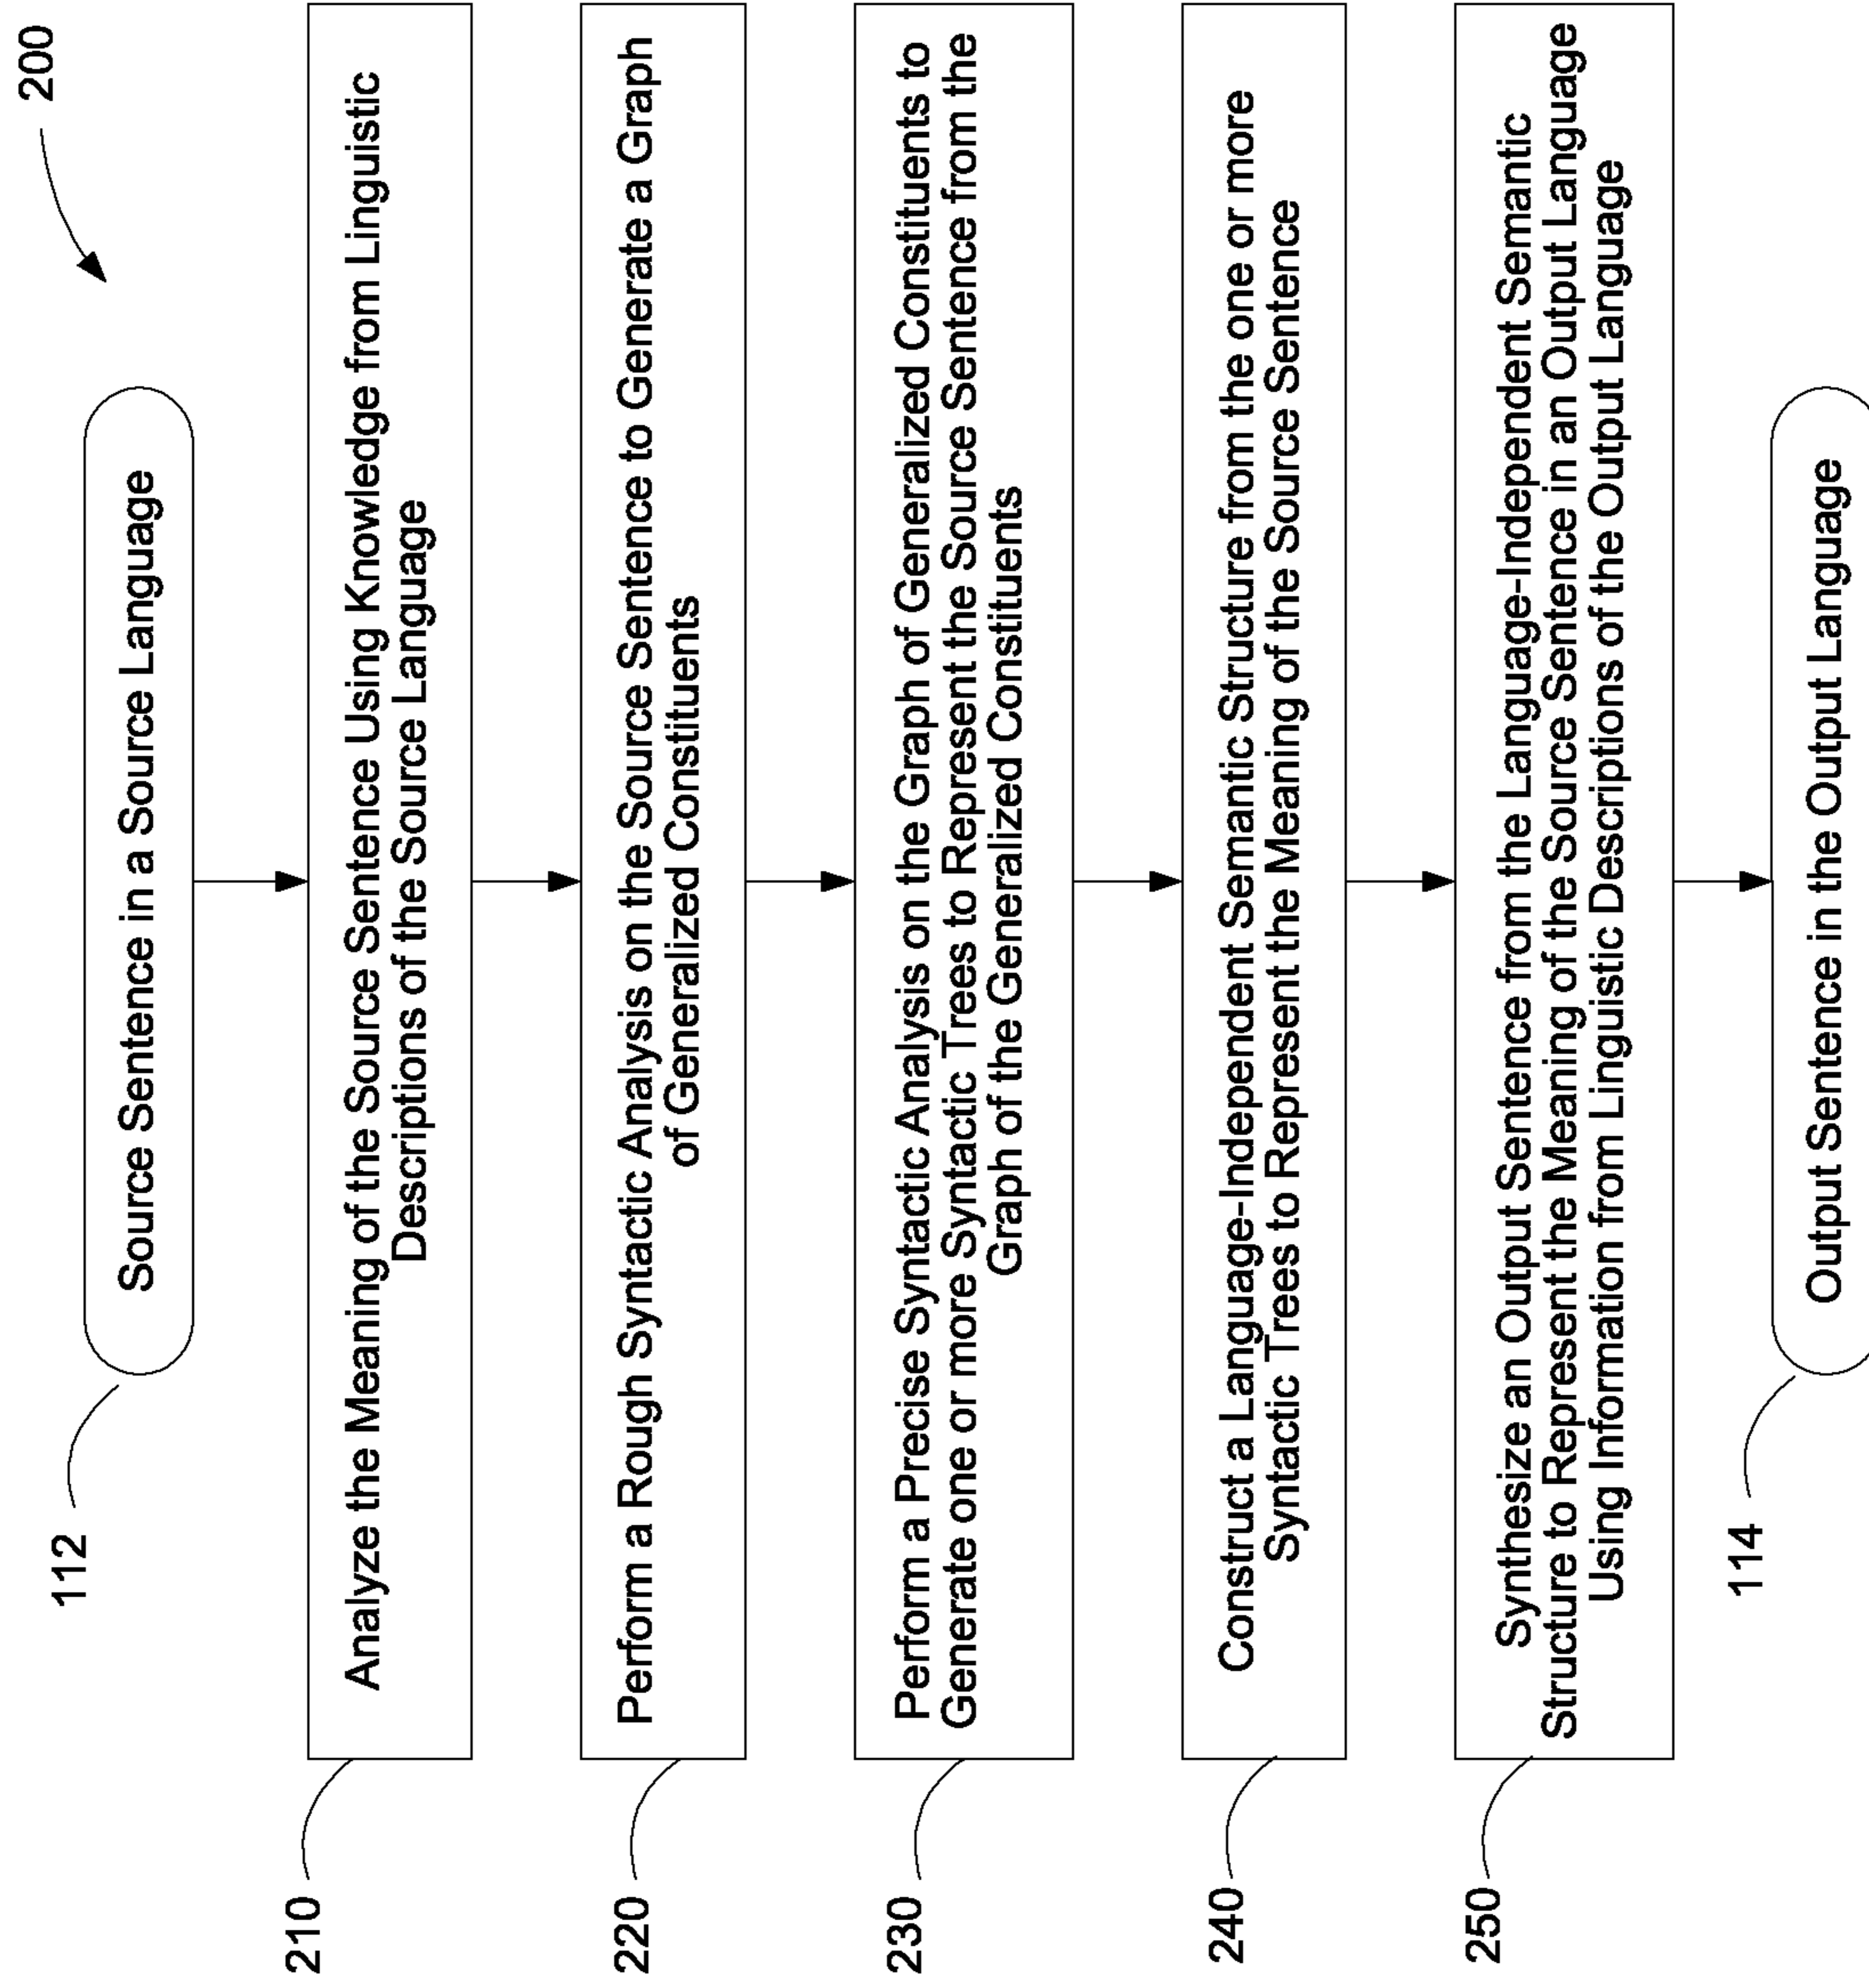 200
112
Source Sentence in a Source Language
210
Analyze the Meaning of the Source Sentence Using Knowledge from Linguistic
Descriptions of the Source Language
220
Perform a Rough Syntactic Analysis on the Source Sentence to Generate a Graph
of Generalized Constituents
230
Perform a Precise Syntactic Analysis on the Graph of Generalized Constituents to
Generate one or more Syntactic Trees to Represent the Source Sentence from the
Graph of the Generalized Constituents
240
Construct a Language-Independent Semantic Structure from the one or more
Syntactic Trees to Represent the Meaning of the Source Sentence
250
Synthesize an Output Sentence from the Language-Independent Semantic
Structure to Represent the Meaning of the Source Sentence in an Output Language
Using Information from Linguistic Descriptions of the Output Language
114
Output Sentence in the Output Language